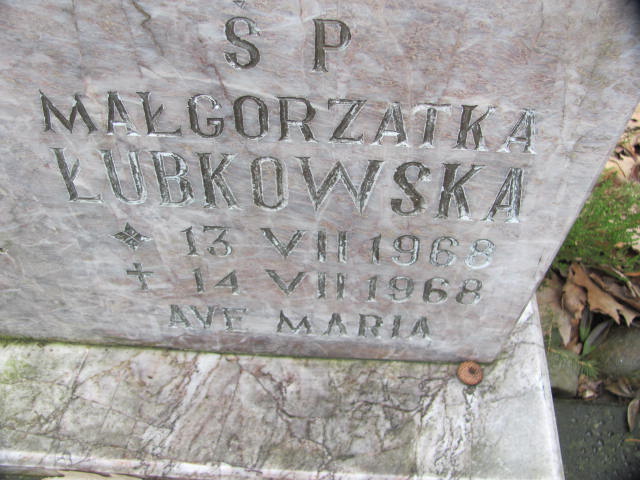 Ś P
MAŁGORZATKA
ŁUBKOWSKA
* 13 VII 1968
† 14 VII 1968
AVE MARIA